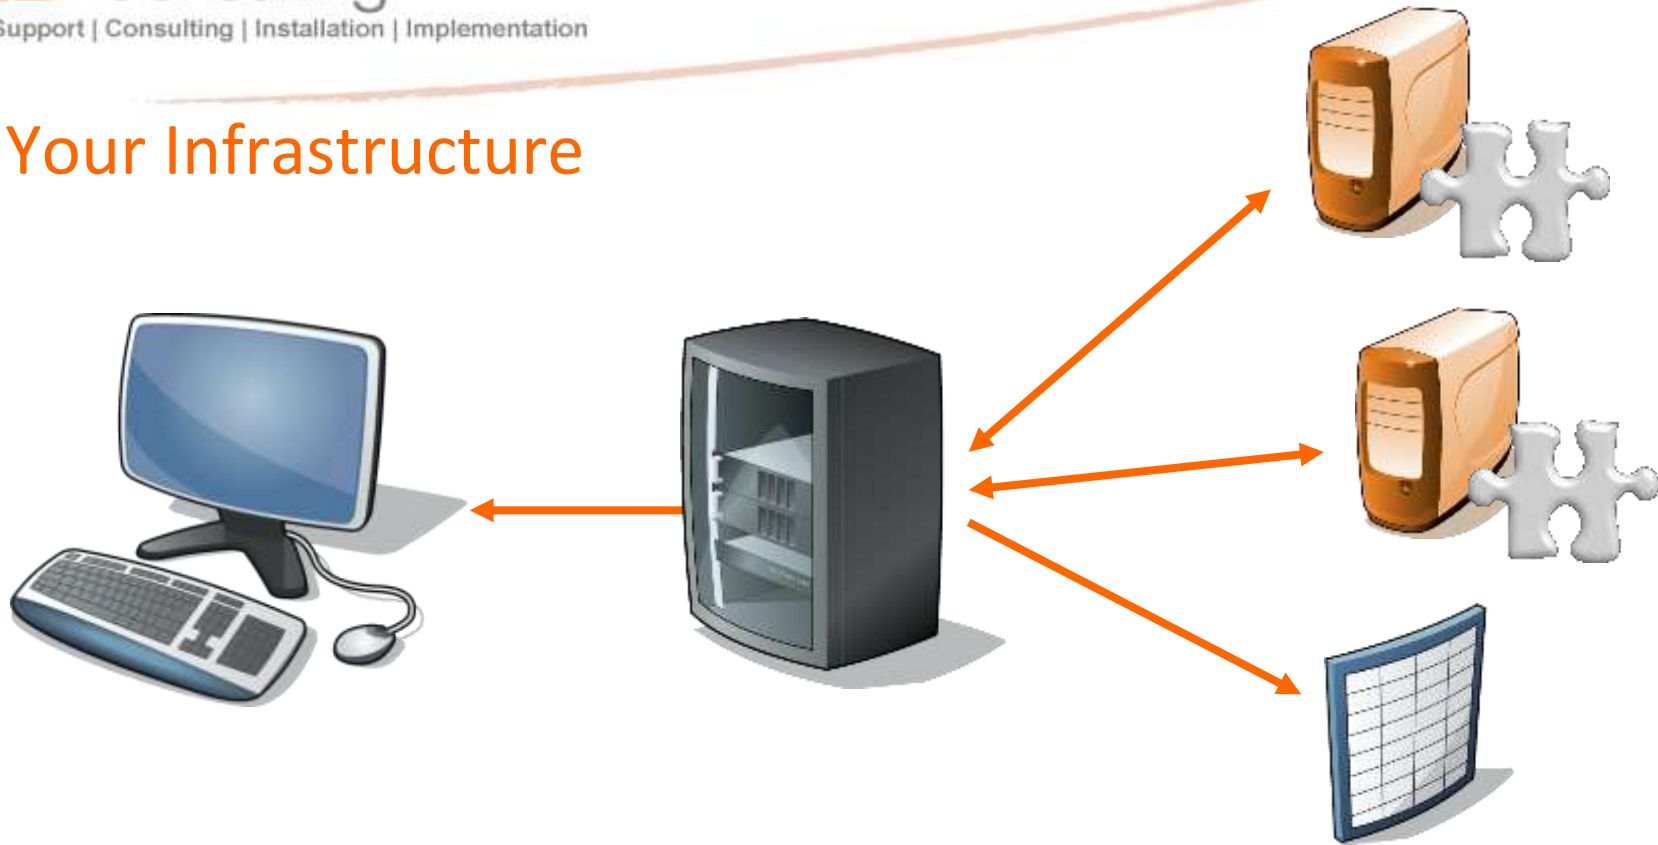 Support | Consulting | Installation | Implementation
Your Infrastructure